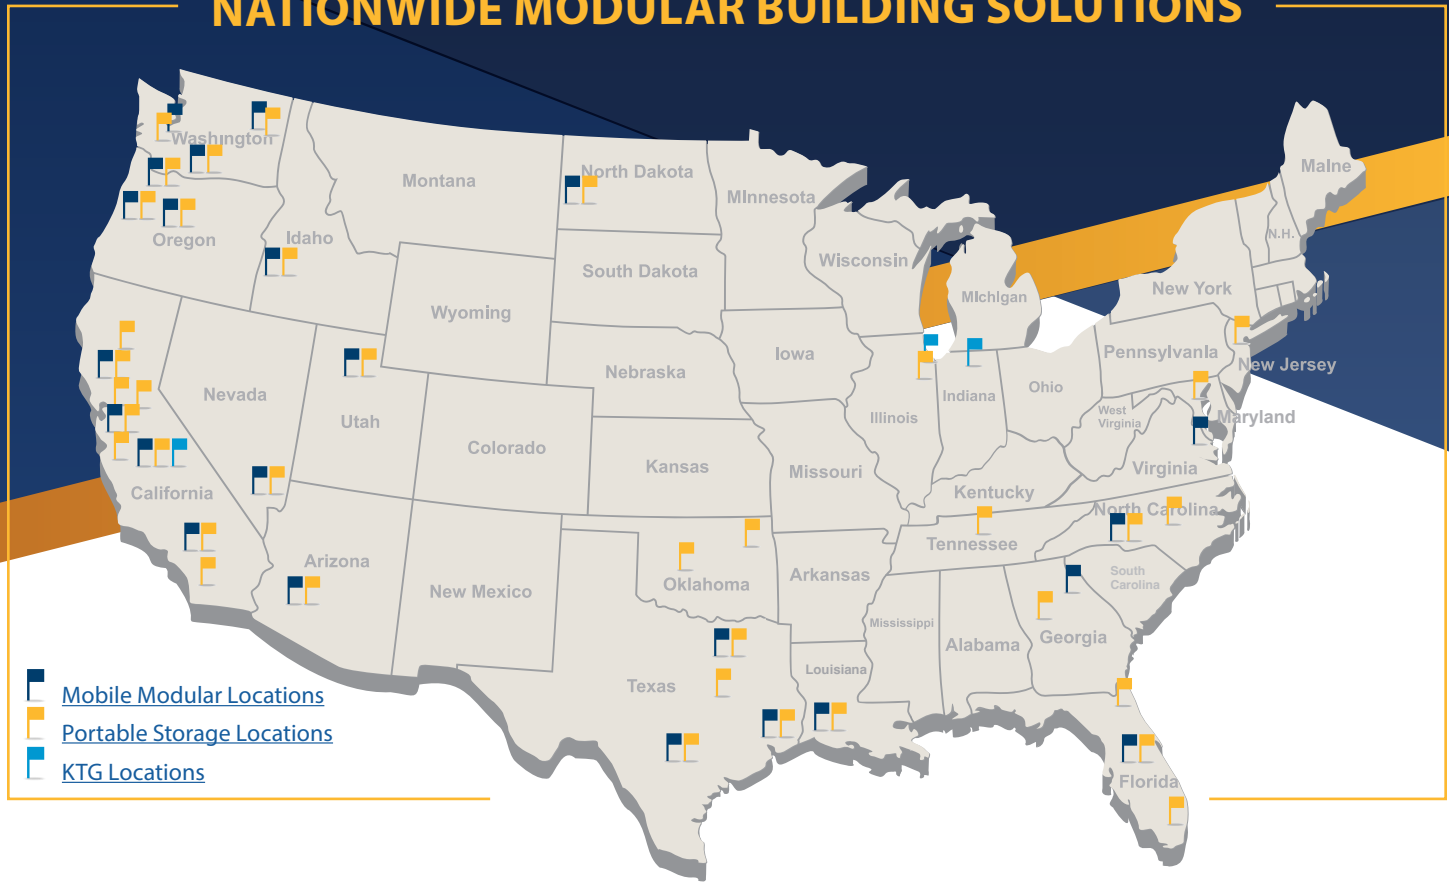 NATIONWIDE MODULAR BUILDING SOLUTIONS
Washington
Montana
North Dakota
MInnesota
MaIne
N.H.
Oregon
Idaho
South Dakota
Wisconsin
MIchIgan
New York
Wyoming
Iowa
Nebraska
Pennsylvania
New Jersey
Nevada
Utah
Colorado
Kansas
Missouri
Illinois
Indiana
Ohio
West
Virginia
Maryland
Virginia
California
Kentucky
North Carolina
Arizona
New Mexico
Oklahoma
Arkansas
Tennessee
South
Carolina
Mississippi
Alabama
Georgia
Texas
Louisiana
Florida
Mobile Modular Locations
Portable Storage Locations
KTG Locations